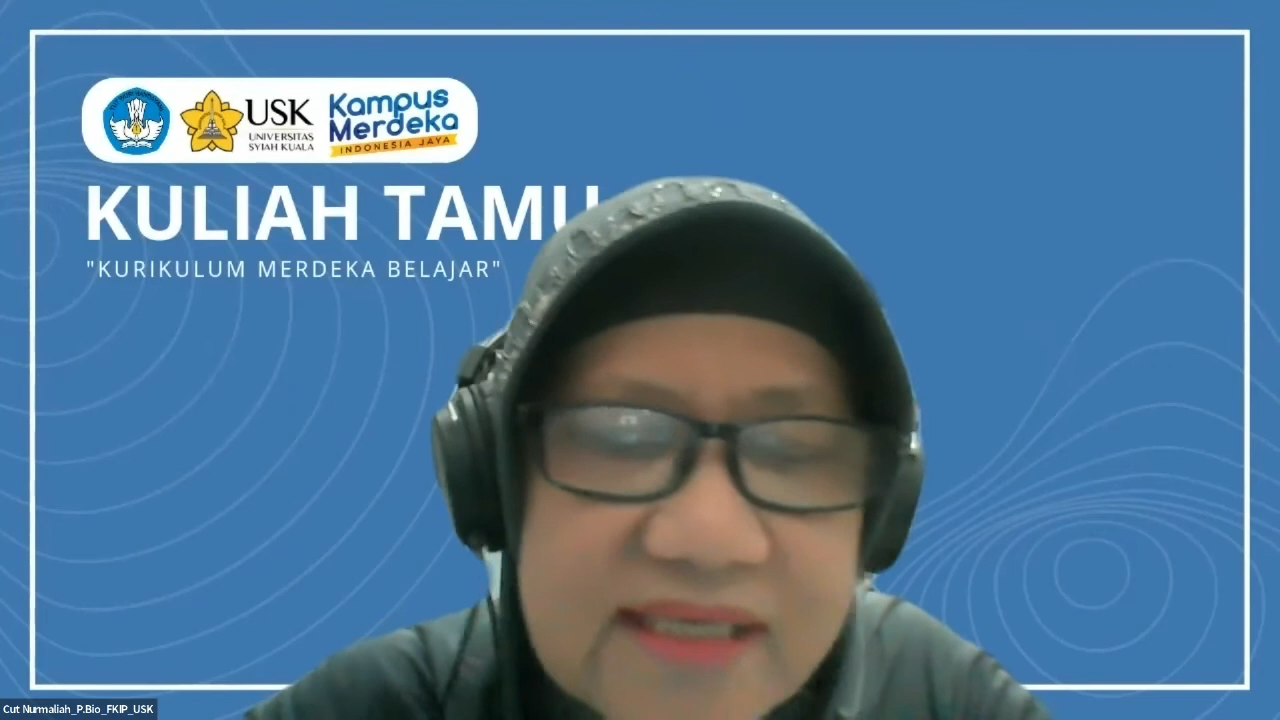 USK
UNIVERSITAS
SYIAH KUALA
Kampus
Merdeka
INDONESIA JAYA
KULIAH TAMU
"KURIKULUM MERDEKA BELAJAR"
Cut Nurmaliah_P.Bio_FKIP_USK